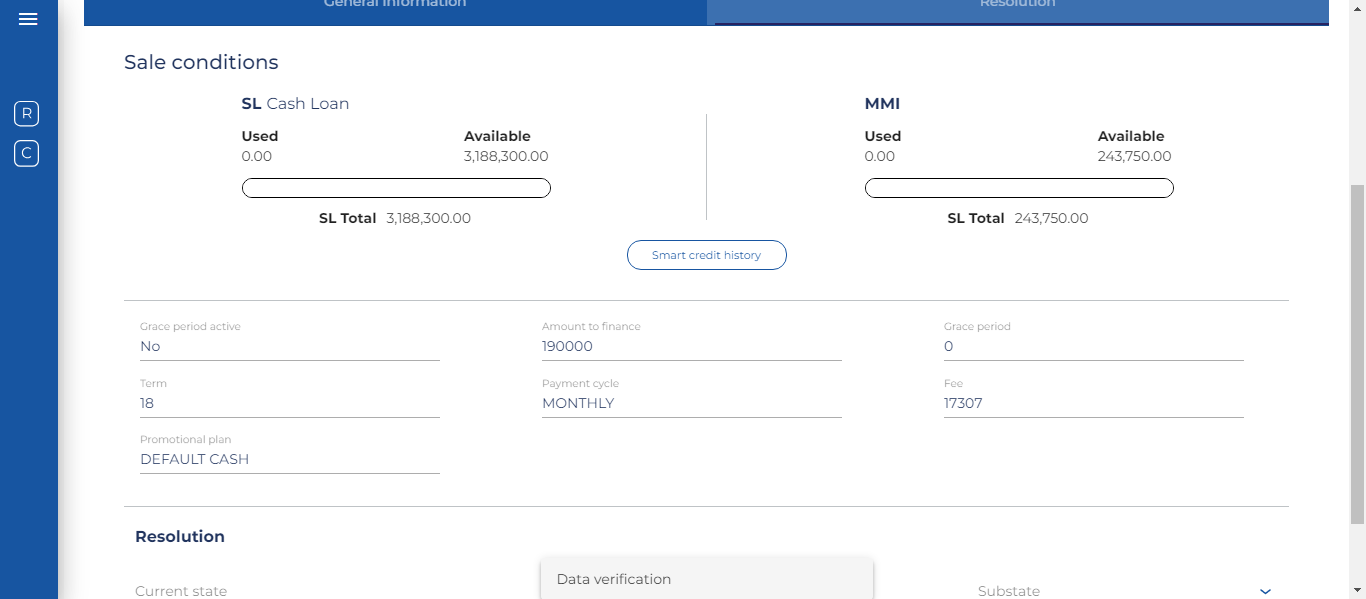 General Information
Resolution
R
C
Sale conditions
SL Cash Loan
Used Available
0.00 3,188,300.00
SL Total 3,188,300.00
MMI
Used Available
0.00 243,750.00
SL Total 243,750.00
Smart credit history
Grace period active
No
Amount to finance
190000
Grace period
0
Term
18
Payment cycle
MONTHLY
Fee
17307
Promotional plan
DEFAULT CASH
Resolution
Current state
Data verification
Substate